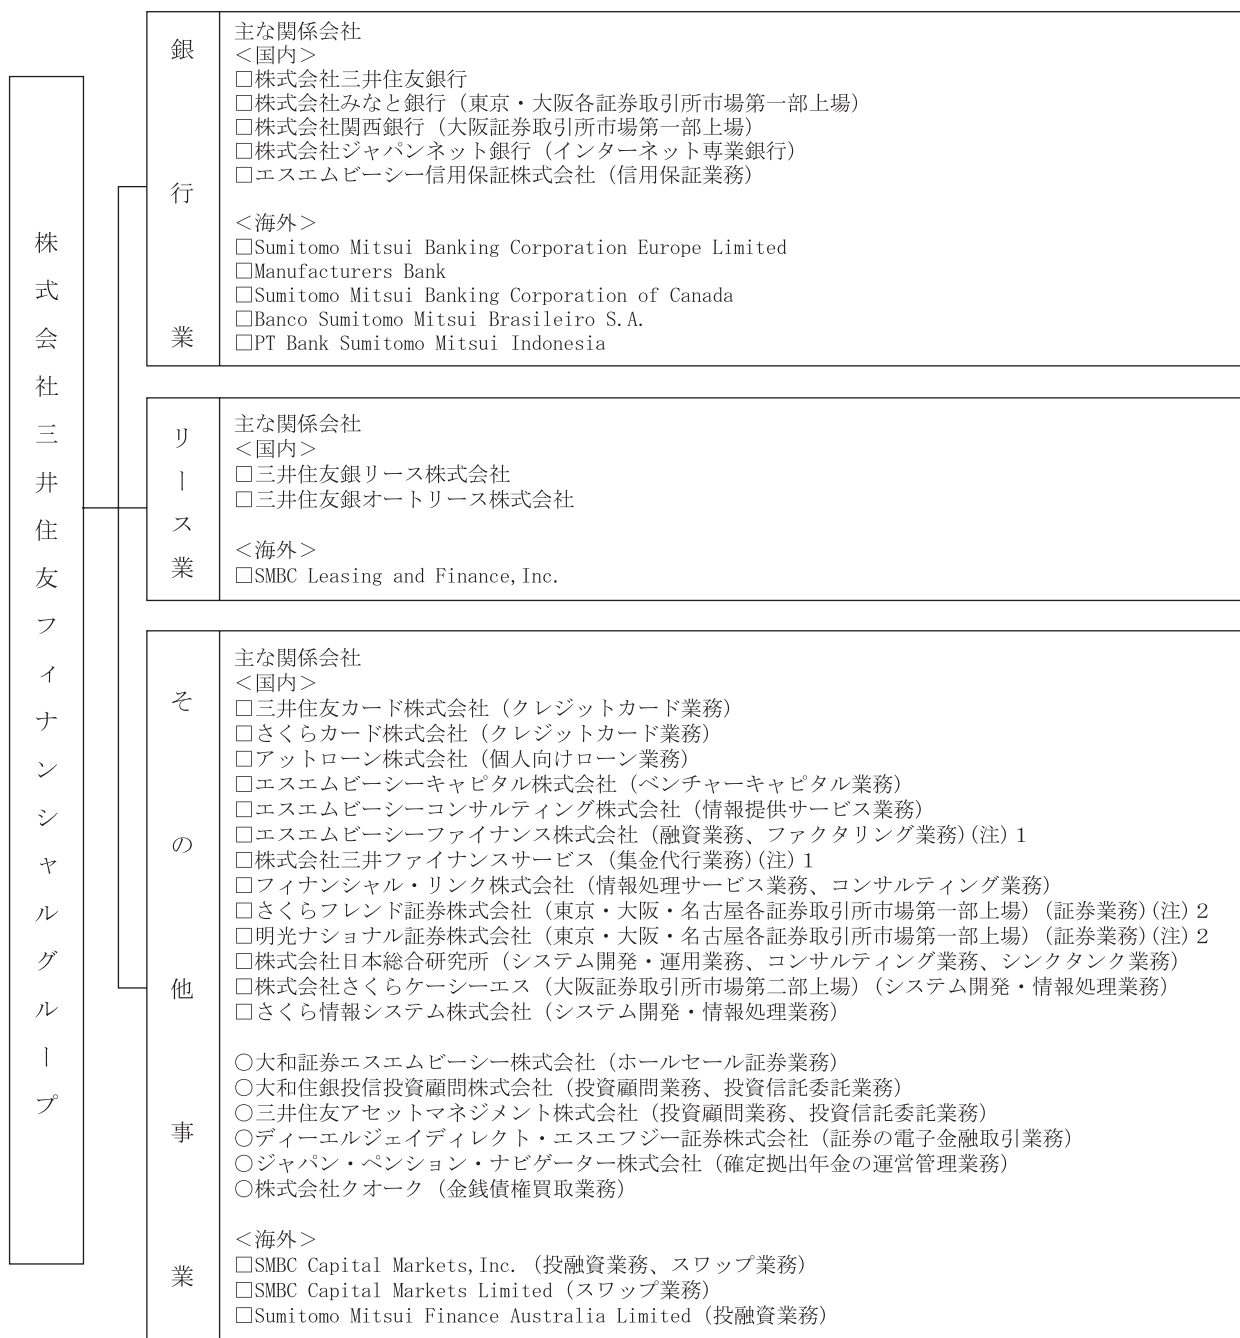 株式会社三井住友フィナンシャルグループ
銀行業
主な関係会社
＜国内＞
□株式会社三井住友銀行
□株式会社みなと銀行（東京・大阪各証券取引所市場第一部上場）
□株式会社関西銀行（大阪証券取引所市場第一部上場）
□株式会社ジャパンネット銀行（インターネット専業銀行）
□エスエムビーシー信用保証株式会社（信用保証業務）
＜海外＞
□Sumitomo Mitsui Banking Corporation Europe Limited
□Manufacturers Bank
□Sumitomo Mitsui Banking Corporation of Canada
□Banco Sumitomo Mitsui Brasileiro S.A.
□PT Bank Sumitomo Mitsui Indonesia
リース業
主な関係会社
＜国内＞
□三井住友銀リース株式会社
□三井住友銀オートリース株式会社
＜海外＞
□SMBC Leasing and Finance,Inc.
その他事業
主な関係会社
＜国内＞
□三井住友カード株式会社（クレジットカード業務）
□さくらカード株式会社（クレジットカード業務）
□アットローン株式会社（個人向けローン業務）
□エスエムビーシーキャピタル株式会社（ベンチャーキャピタル業務）
□エスエムビーシーコンサルティング株式会社（情報提供サービス業務）
□エスエムビーシーファイナンス株式会社（融資業務、ファクタリング業務）(注)１
□株式会社三井ファイナンスサービス（集金代行業務）(注)１
□フィナンシャル・リンク株式会社（情報処理サービス業務、コンサルティング業務）
□さくらフレンド証券株式会社（東京・大阪・名古屋各証券取引所市場第一部上場）（証券業務）(注)２
□明光ナショナル証券株式会社（東京・大阪・名古屋各証券取引所市場第一部上場）（証券業務）(注)２
□株式会社日本総合研究所（システム開発・運用業務、コンサルティング業務、シンクタンク業務）
□株式会社さくらケーシーエス（大阪証券取引所市場第二部上場）（システム開発・情報処理業務）
□さくら情報システム株式会社（システム開発・情報処理業務）
○大和証券エスエムビーシー株式会社（ホールセール証券業務）
○大和住銀投信投資顧問株式会社（投資顧問業務、投資信託委託業務）
○三井住友アセットマネジメント株式会社（投資顧問業務、投資信託委託業務）
○ディーエルジェイディレクト・エスエフジー証券株式会社（証券の電子金融取引業務）
○ジャパン・ペンション・ナビゲーター株式会社（確定拠出年金の運営管理業務）
○株式会社クオーク（金銭債権買取業務）
＜海外＞
□SMBC Capital Markets,Inc.（投融資業務、スワップ業務）
□SMBC Capital Markets Limited（スワップ業務）
□Sumitomo Mitsui Finance Australia Limited（投融資業務）